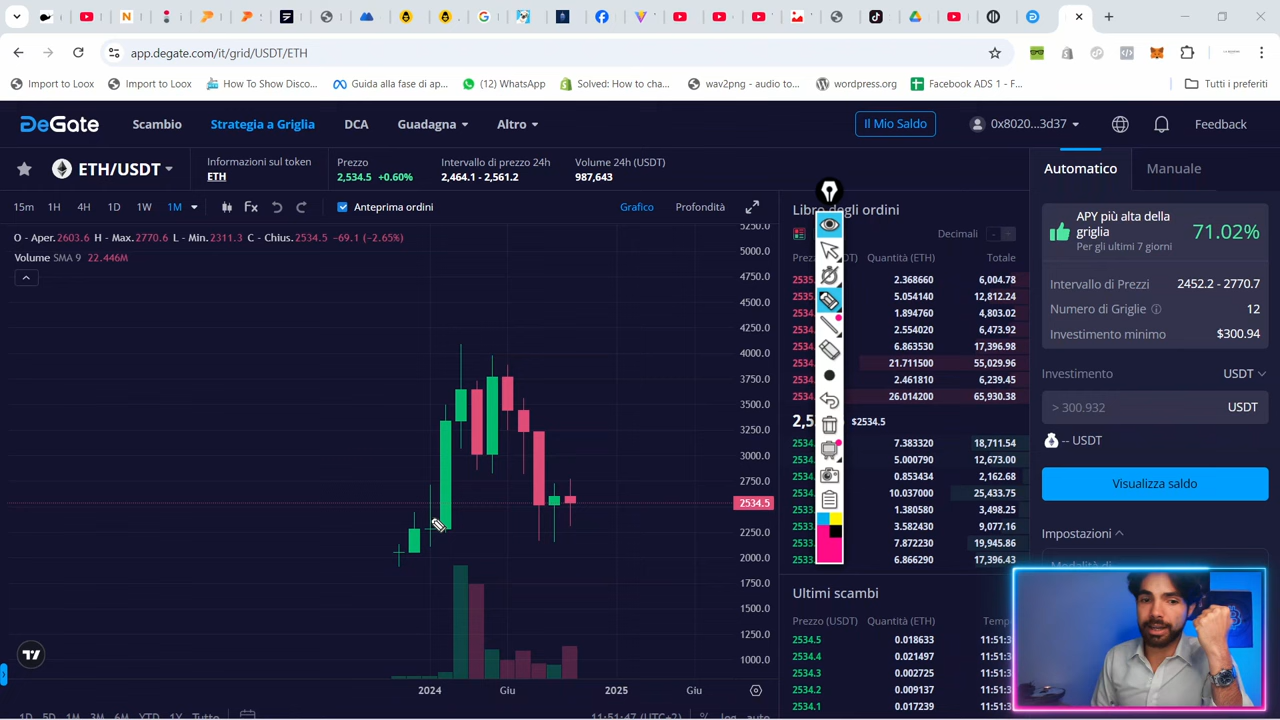 app.degate.com/it/grid/USDT/ETH
Import to Loox
Import to Loox
How To Show Disco...
Guida alla fase di ap...
(12) WhatsApp
Solved: How to cha...
wav2png - audio to...
wordpress.org
Facebook ADS 1 - F...
Tutti i preferiti
DeGate
Scambio
Strategia a Griglia
DCA
Guadagna
Altro
Il Mio Saldo
0x8020...3d37
Feedback
ETH/USDT
Informazioni sul token
ETH
Prezzo
2,534.5 +0.60%
Intervallo di prezzo 24h
2,464.1 - 2,561.2
Volume 24h (USDT)
987,643
15m 1H 4H 1D 1W 1M
Anteprima ordini
Grafico
Profondità
O - Aper.2603.6 H - Max.2770.6 L - Min.2311.3 C - Chius.2534.5 -69.1 (-2.65%)
Volume SMA 9 22.446M
5250.0
5000.0
4750.0
4500.0
4250.0
4000.0
3750.0
3500.0
3250.0
3000.0
2750.0
2534.5
2250.0
2000.0
1750.0
1500.0
1250.0
1000.0
2024 Giu 2025 Giu
1D 5D 1M 3M 6M YTD 1Y Tutto
11:51:47 (UTC+2) % log auto
Libro degli ordini
Decimali
Quantità (ETH) Totale
2.368660 6,004.78
5.054140 12,812.24
1.894760 4,803.02
2.554020 6,473.92
6.863530 17,396.98
21.711500 55,029.96
2.461810 6,239.45
26.014200 65,930.38
$2534.5
7.383320 18,711.54
5.000790 12,673.00
0.853434 2,162.68
10.037000 25,433.75
1.380580 3,498.25
3.582430 9,077.16
7.872230 19,945.86
6.866290 17,396.43
Ultimi scambi
Prezzo (USDT) Quantità (ETH)
2534.5 0.018633
2534.4 0.021497
2534.3 0.002725
2534.2 0.009137
2534.1 0.017239
Automatico
Manuale
APY più alta della
griglia
Per gli ultimi 7 giorni
71.02%
Intervallo di Prezzi 2452.2 - 2770.7
Numero di Griglie 12
Investimento minimo $300.94
Investimento USDT
> 300.932 USDT
-- USDT
Visualizza saldo
Impostazioni